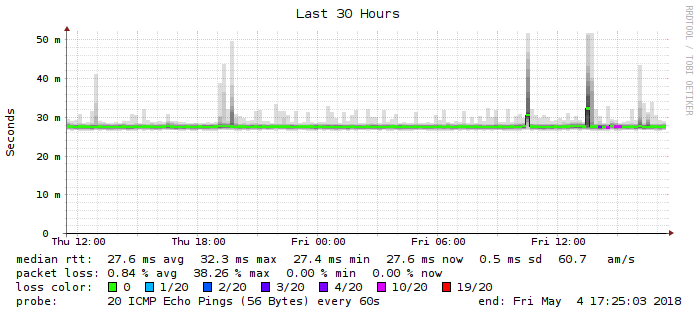 Last 30 Hours
RRDTOOL / TOBI OETIKER
Seconds
50 m
40 m
30 m
20 m
10 m
0
Thu 12:00 Thu 18:00 Fri 00:00 Fri 06:00 Fri 12:00
median rtt: 27.6 ms avg 32.3 ms max 27.4 ms min 27.6 ms now 0.5 ms sd 60.7 am/s
packet loss: 0.84 % avg 38.26 % max 0.00 % min 0.00 % now
loss color: 0 1/20 2/20 3/20 4/20 10/20 19/20
probe: 20 ICMP Echo Pings (56 Bytes) every 60s end: Fri May 4 17:25:03 2018